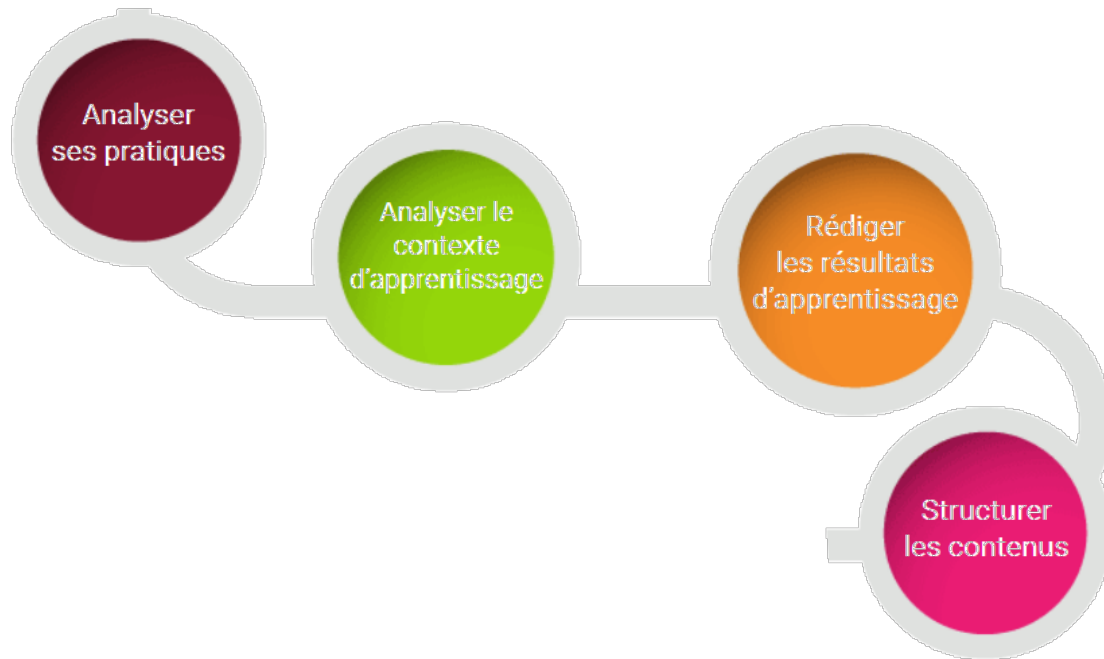 Analyser
ses pratiques
Analyser le
contexte
d'apprentissage
Rédiger
les résultats
d'apprentissage
Structurer
les contenus